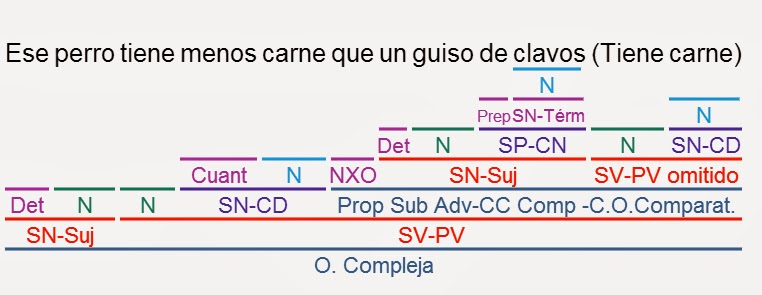 Ese perro tiene menos carne que un guiso de clavos (Tiene carne)
N
Prep SN-Térm N
Det N SP-CN N SN-CD
Cuant N NXO SN-Suj SV-PV omitido
Det N N SN-CD Prop Sub Adv-CC Comp -C.O.Comparat.
SN-Suj SV-PV
O. Compleja